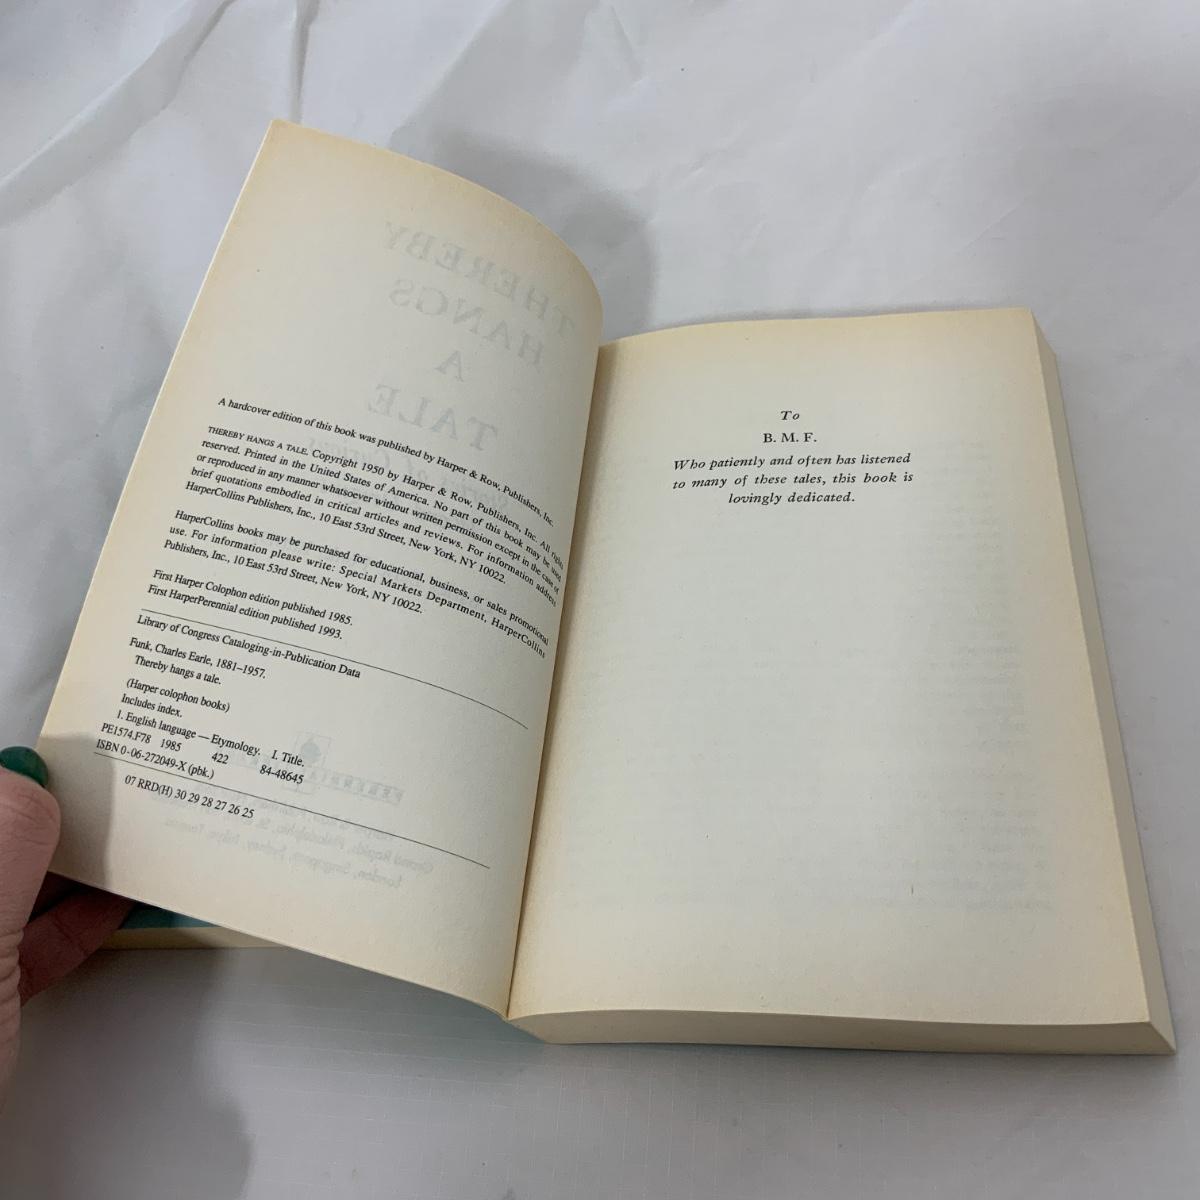 A hardcover edition of this book was published by Harper & Row, Publishers, Inc.
THEREBY HANGS A TALE. Copyright 1950 by Harper & Row, Publishers, Inc. All rights
reserved. Printed in the United States of America. No part of this book may be used
or reproduced in any manner whatsoever without written permission except in the case of
brief quotations embodied in critical articles and reviews. For information address
HarperCollins Publishers, Inc., 10 East 53rd Street, New York, NY 10022.
HarperCollins books may be purchased for educational, business, or sales promotional
use. For information please write: Special Markets Department, HarperCollins
Publishers, Inc., 10 East 53rd Street, New York, NY 10022.
First Harper Colophon edition published 1985.
First HarperPerennial edition published 1993.
Library of Congress Cataloging-in-Publication Data
Funk, Charles Earle, 1881–1957.
Thereby hangs a tale.
(Harper colophon books)
Includes index.
1. English language — Etymology. I. Title.
PE1574.F78 1985 422 84-48645
ISBN 0-06-272049-X (pbk.)
07 RRD(H) 30 29 28 27 26 25
To
B. M. F.
Who patiently and often has listened
to many of these tales, this book is
lovingly dedicated.
THEREBY
HANGS
A
TALE